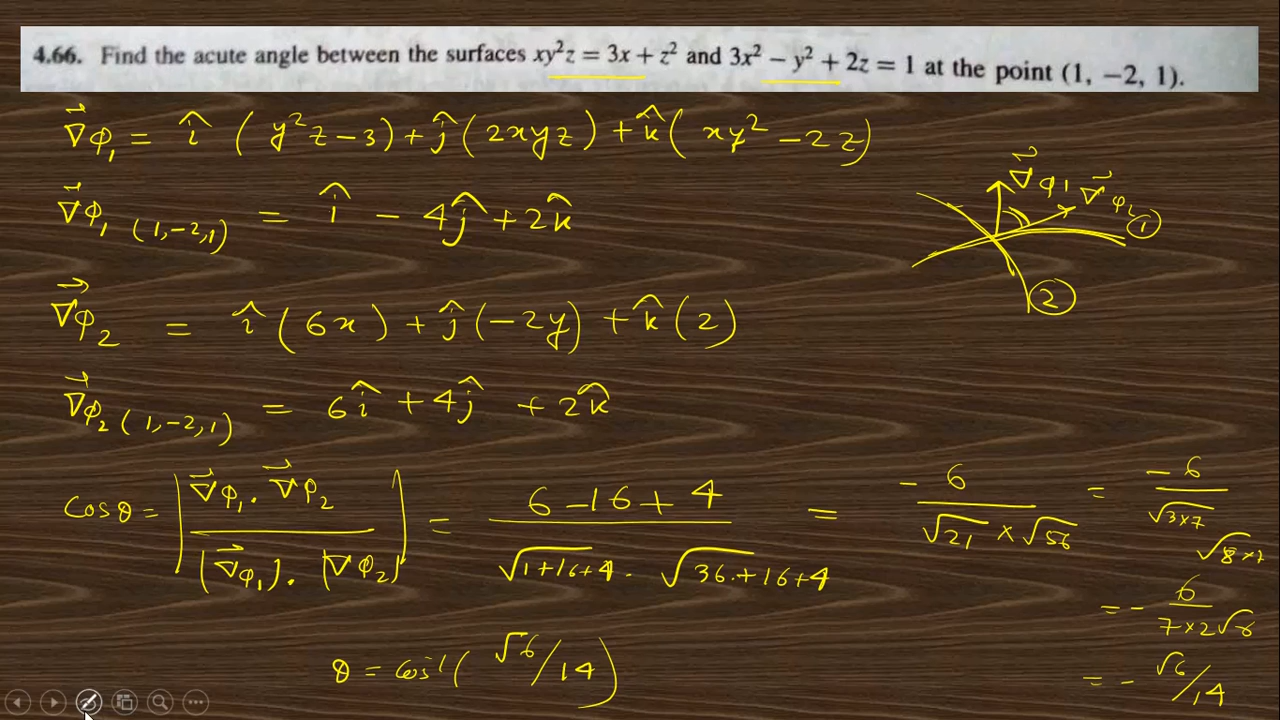 4.66. Find the acute angle between the surfaces xy²z = 3x + z² and 3x² − y² + 2z = 1 at the point (1, −2, 1).
∇⃗φ₁ = î (y²z−3) + ĵ (2xyz) + k̂ (xy² − 2z)
∇⃗φ₁ (1,−2,1) = î − 4ĵ + 2k̂
∇⃗φ₁ ∇⃗φ₂
①
②
∇⃗φ₂ = î (6x) + ĵ (−2y) + k̂ (2)
∇⃗φ₂ (1,−2,1) = 6î + 4ĵ + 2k̂
cosθ = | ∇⃗φ₁ · ∇⃗φ₂ / |∇⃗φ₁| · |∇φ₂| | = 6 − 16 + 4 / √1+16+4 · √36+16+4 = − 6 / √21 × √56 = −6 / √3×7 √8×7
= − 6 / 7×2√6
= − √6/14
θ = cos⁻¹ ( √6/14 )